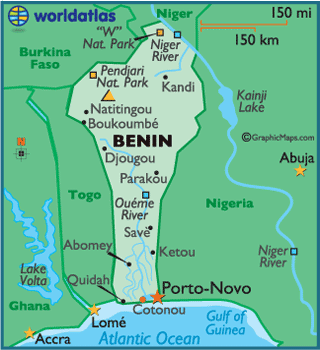 worldatlas
Niger
150 mi
150 km
"W"
Nat. Park
Niger
River
Burkina
Faso
Pendjari
Nat. Park
Kandi
Kainji
Lake
Natitingou
Boukoumbé
©GraphicMaps.com
BENIN
Abuja
Djougou
Parakou
N
Togo
Ouéme
River
Nigeria
Savé
Abomey
Ketou
Niger
River
Lake
Volta
Quidah
Porto-Novo
Ghana
Cotonou
Lomé
Gulf of
Guinea
Accra
Atlantic Ocean